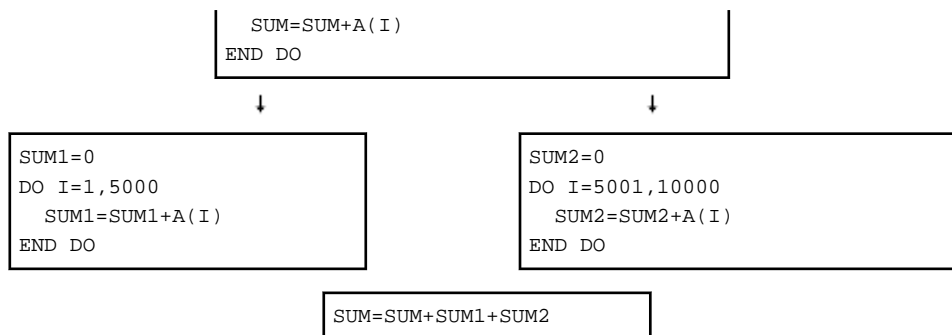 SUM=SUM+A(I)
END DO
SUM1=0
DO I=1,5000
SUM1=SUM1+A(I)
END DO
SUM2=0
DO I=5001,10000
SUM2=SUM2+A(I)
END DO
SUM=SUM+SUM1+SUM2